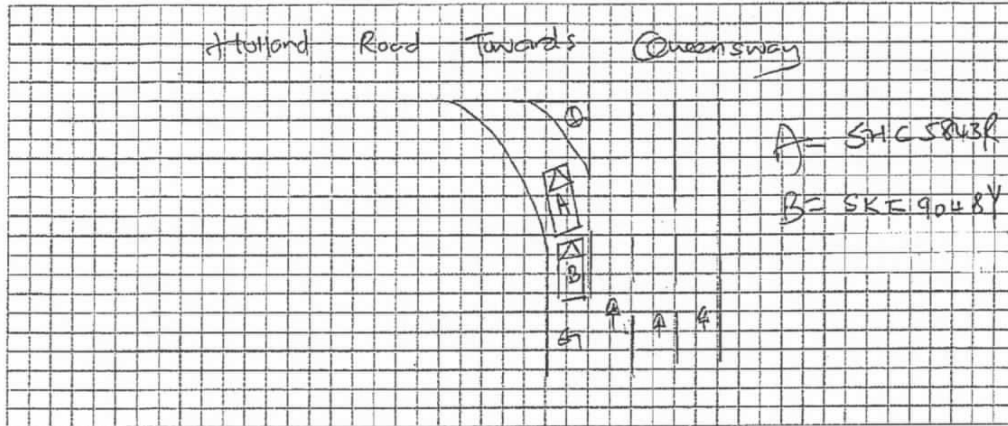 Holland Road Towards Queensway
A = SHC 5843R
B = SKE 9048Y
A
B